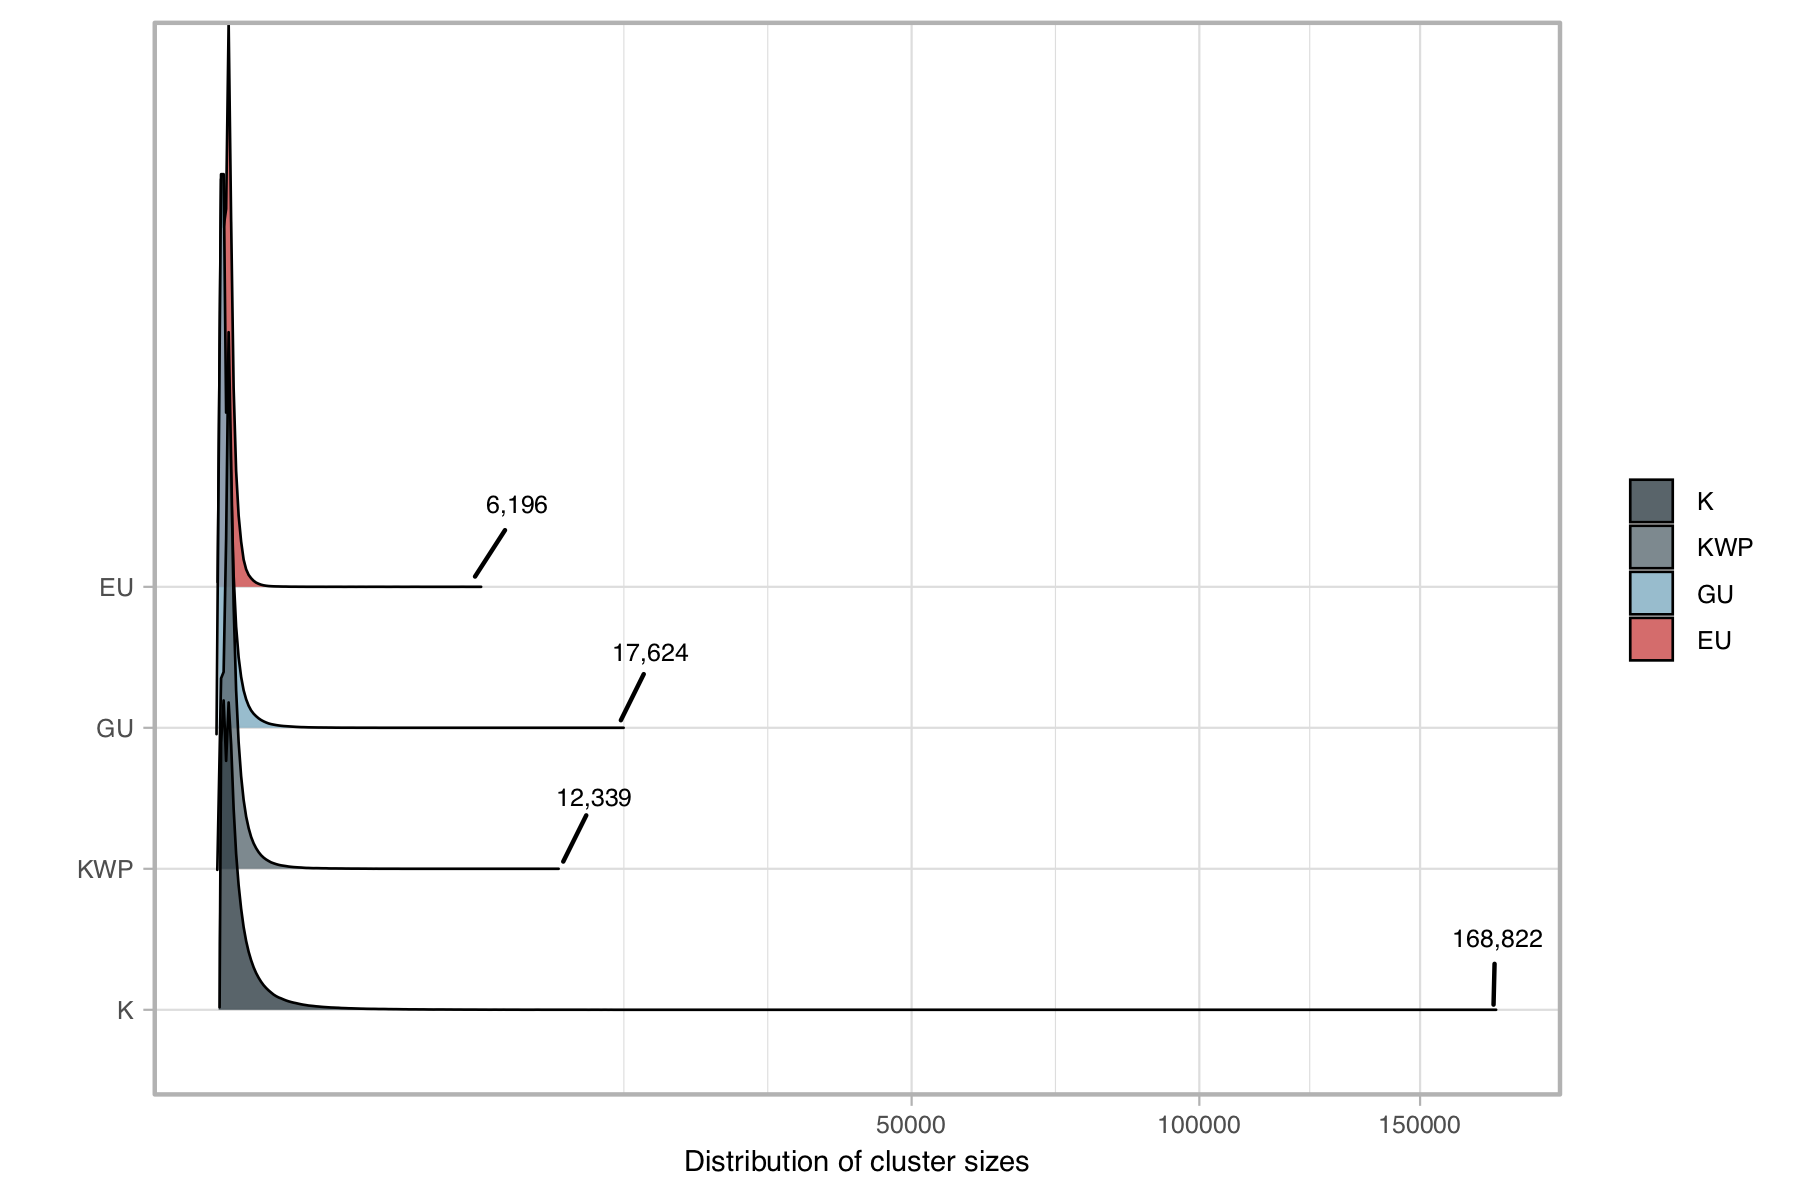 6,196
EU
17,624
GU
12,339
KWP
168,822
K
50000 100000 150000
Distribution of cluster sizes
K
KWP
GU
EU